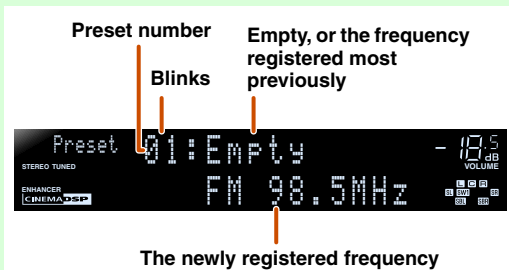 Preset number
Blinks
Empty, or the frequency
registered most
previously
Preset 01:Empty
-18.5
dB
VOLUME
STEREO TUNED
FM 98.5MHz
ENHANCER
CINEMA DSP
L C R
SL SW1 SR
SBL SBR
The newly registered frequency